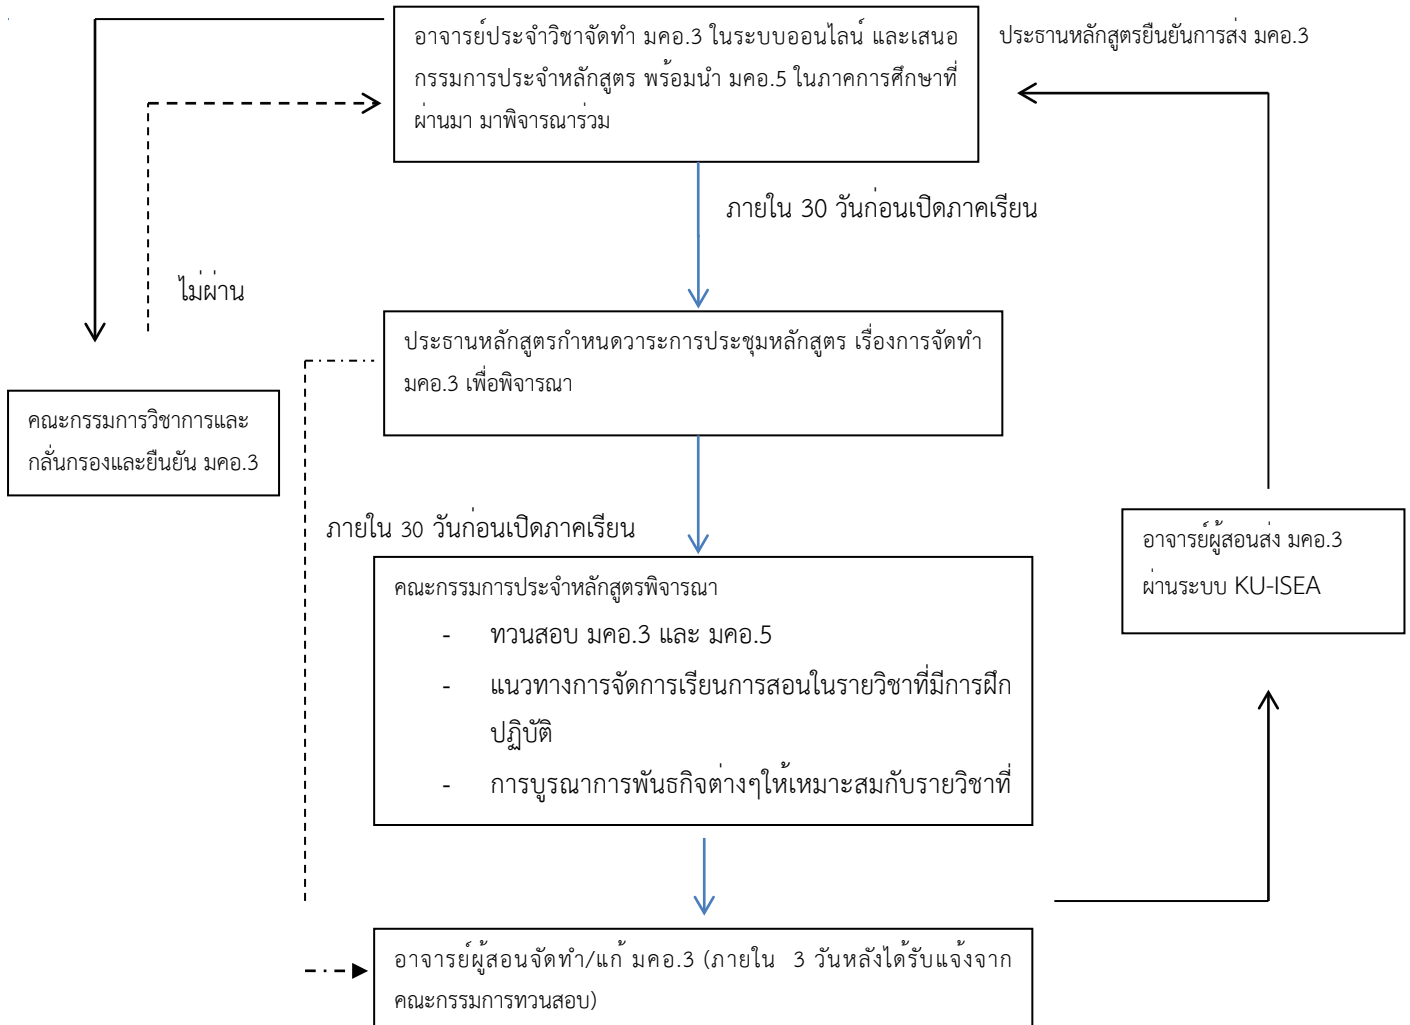 อาจารย์ประจำวิชาจัดทำ มคอ.3 ในระบบออนไลน์ และเสนอ
กรรมการประจำหลักสูตร พร้อมนำ มคอ.5 ในภาคการศึกษาที่
ผ่านมา มาพิจารณาร่วม
ประธานหลักสูตรยืนยันการส่ง มคอ.3
ภายใน 30 วันก่อนเปิดภาคเรียน
ไม่ผ่าน
ประธานหลักสูตรกำหนดวาระการประชุมหลักสูตร เรื่องการจัดทำ
มคอ.3 เพื่อพิจารณา
คณะกรรมการวิชาการและ
กลั่นกรองและยืนยัน มคอ.3
ภายใน 30 วันก่อนเปิดภาคเรียน
อาจารย์ผู้สอนส่ง มคอ.3
ผ่านระบบ KU-ISEA
คณะกรรมการประจำหลักสูตรพิจารณา
- ทวนสอบ มคอ.3 และ มคอ.5
- แนวทางการจัดการเรียนการสอนในรายวิชาที่มีการฝึก
ปฏิบัติ
- การบูรณาการพันธกิจต่างๆให้เหมาะสมกับรายวิชาที่
อาจารย์ผู้สอนจัดทำ/แก้ มคอ.3 (ภายใน 3 วันหลังได้รับแจ้งจาก
คณะกรรมการทวนสอบ)